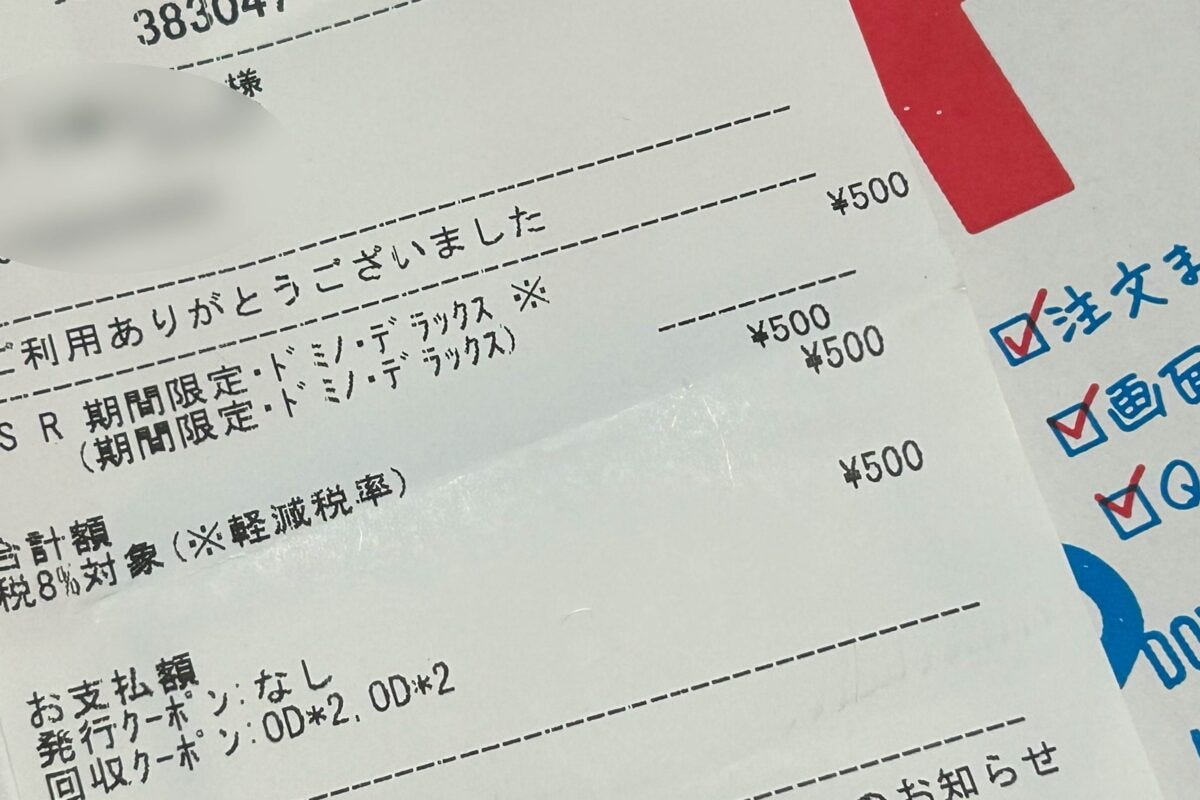 383047
様
ご利用ありがとうございました
S R 期間限定・ドミノ・デラックス ※ ¥500
(期間限定・ドミノ・デラックス)
合計額 ¥500
税8%対象(※軽減税率) ¥500
お支払額 ¥500
発行クーポン:なし
回収クーポン:OD*2, OD*2
のお知らせ
注文ま
画面
Q
DO